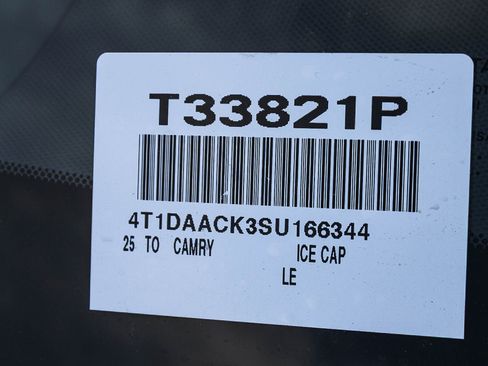 T33821P
4T1DAACK3SU166344
25 TO CAMRY ICE CAP
LE